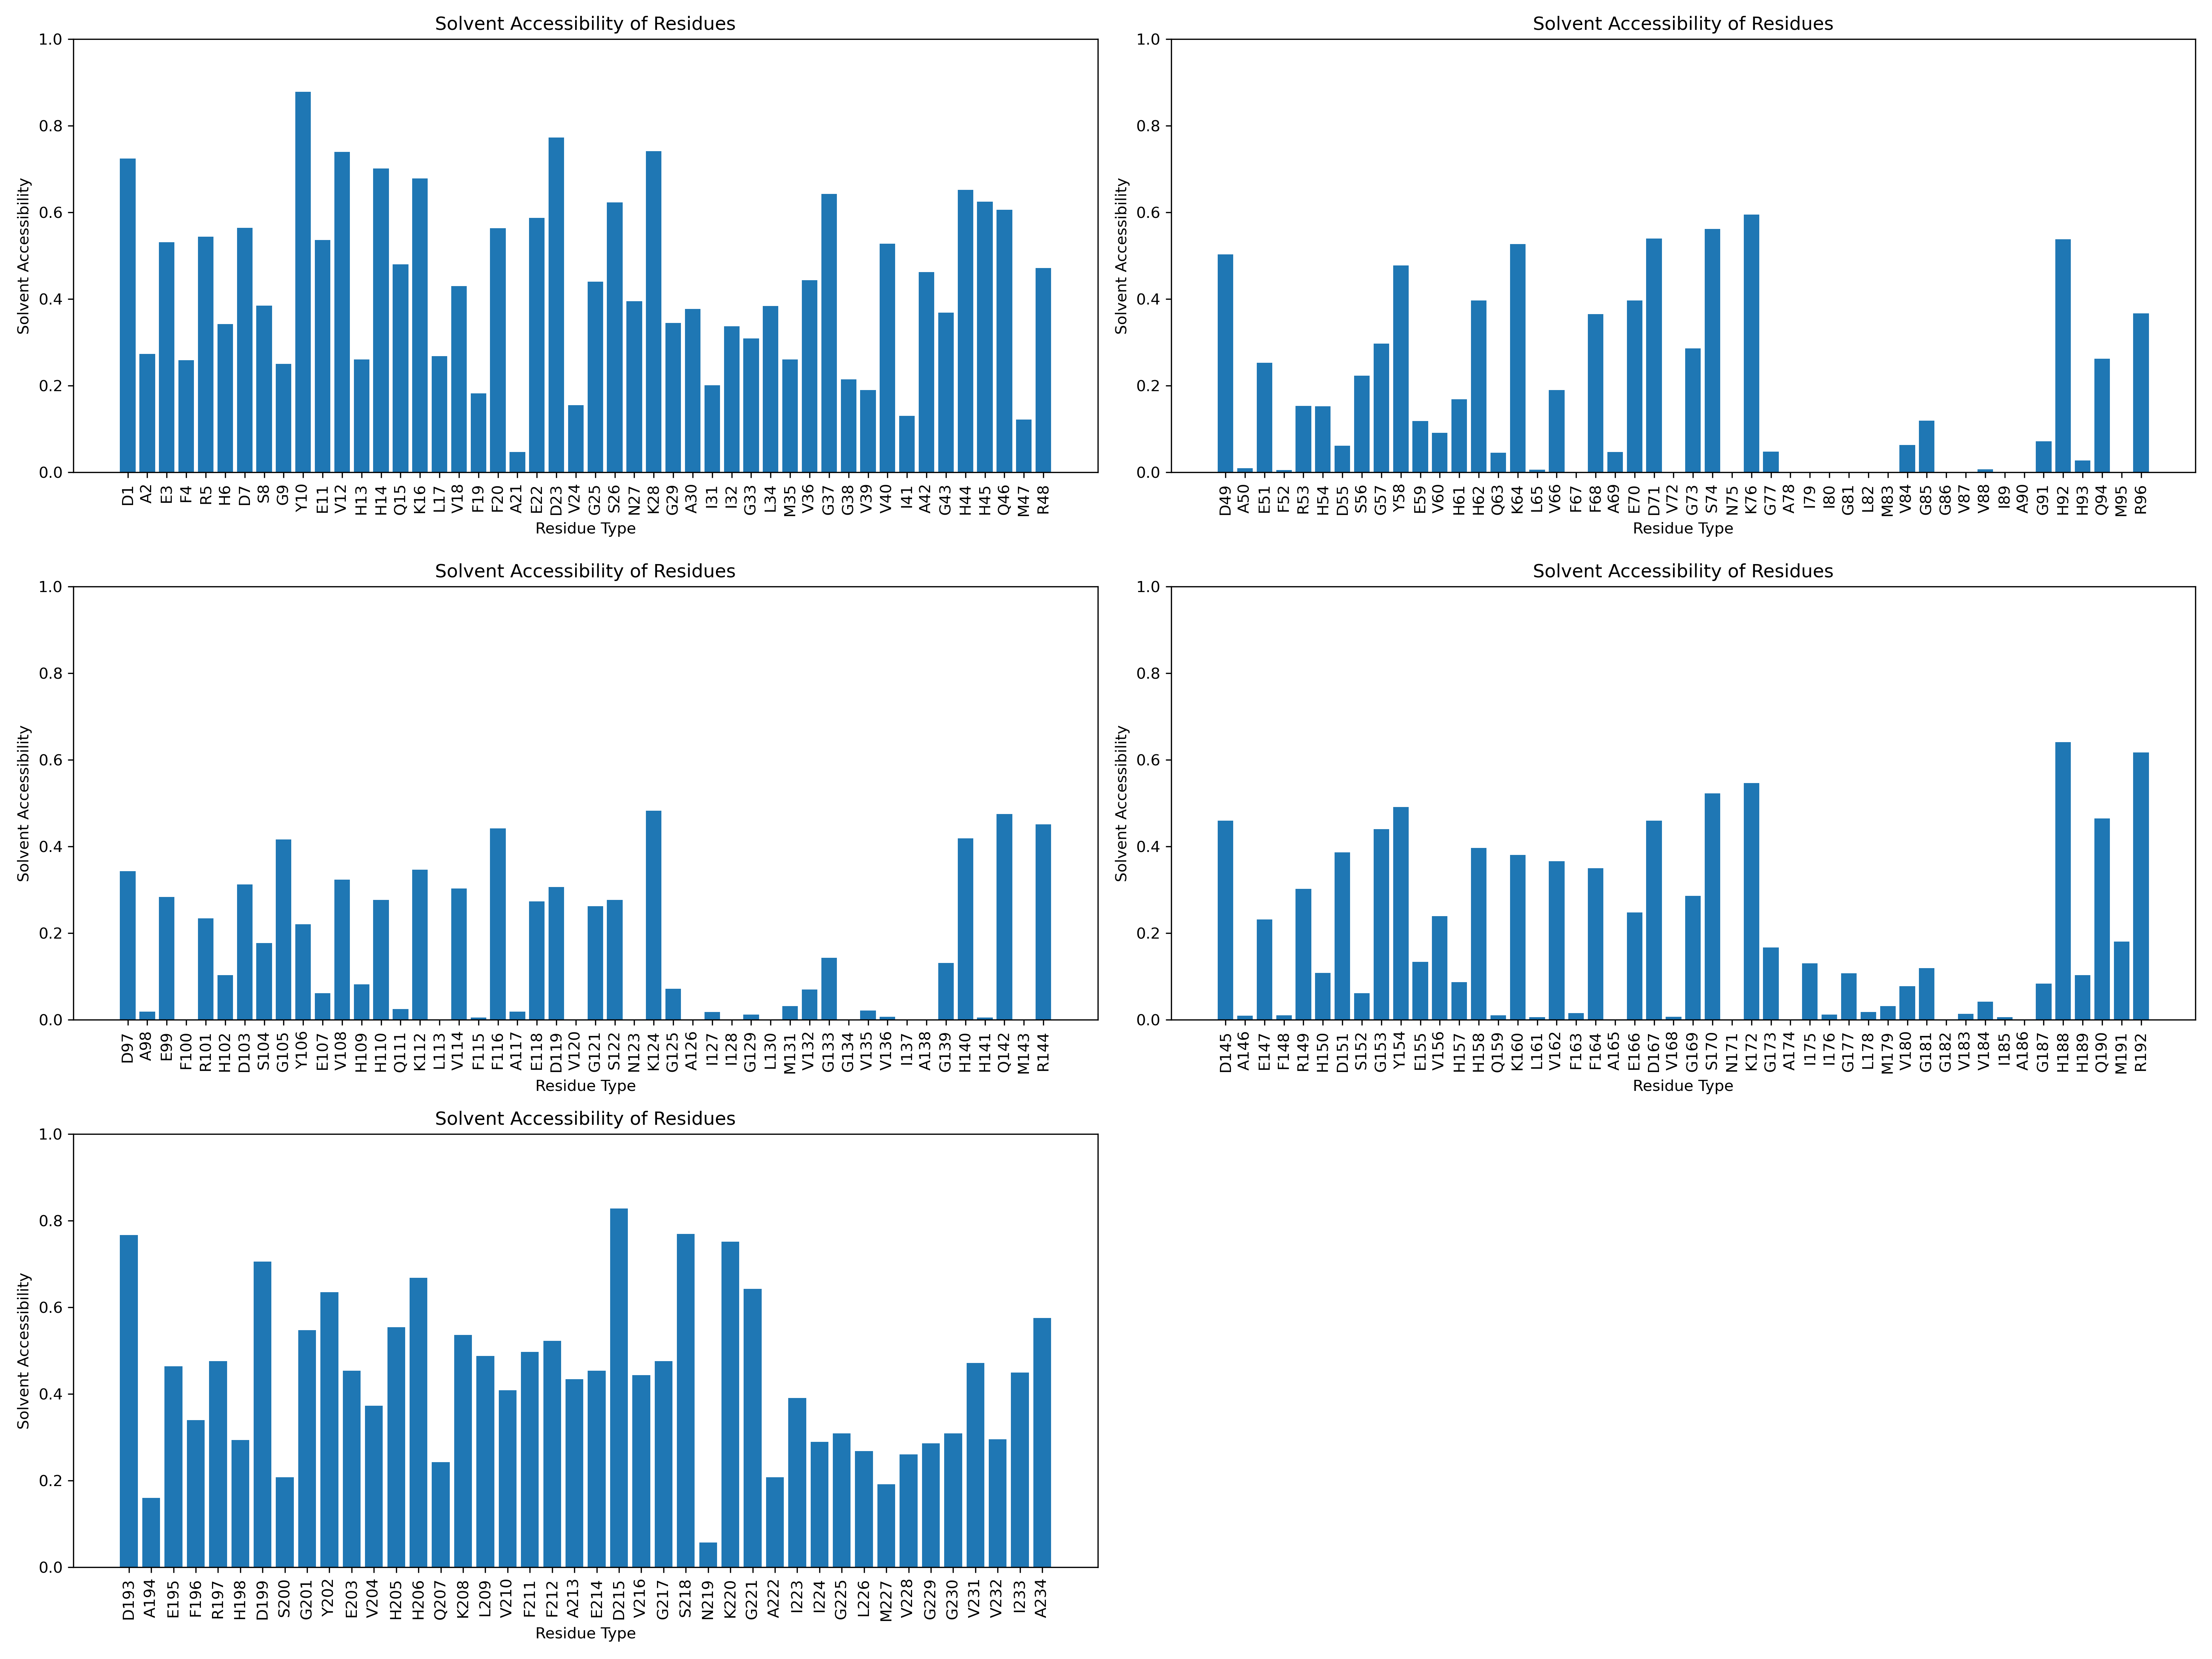 Solvent Accessibility of Residues
1.0
0.8
0.6
0.4
0.2
0.0
Solvent Accessibility
D1 A2 E3 F4 R5 H6 D7 S8 G9 Y10 E11 V12 H13 H14 Q15 K16 L17 V18 F19 F20 A21 E22 D23 V24 G25 S26 N27 K28 G29 A30 I31 I32 G33 L34 M35 V36 G37 G38 V39 V40 I41 A42 G43 H44 H45 Q46 M47 R48
Residue Type
Solvent Accessibility of Residues
1.0
0.8
0.6
0.4
0.2
0.0
Solvent Accessibility
D49 A50 E51 F52 R53 H54 D55 S56 G57 Y58 E59 V60 H61 H62 Q63 K64 L65 V66 F67 F68 A69 E70 D71 V72 G73 S74 N75 K76 G77 A78 I79 I80 G81 L82 M83 V84 G85 G86 V87 V88 I89 A90 G91 H92 H93 Q94 M95 R96
Residue Type
Solvent Accessibility of Residues
1.0
0.8
0.6
0.4
0.2
0.0
Solvent Accessibility
D97 A98 E99 F100 R101 H102 D103 S104 G105 Y106 E107 V108 H109 H110 Q111 K112 L113 V114 F115 F116 A117 E118 D119 V120 G121 S122 N123 K124 G125 A126 I127 I128 G129 L130 M131 V132 G133 G134 V135 V136 I137 A138 G139 H140 H141 Q142 M143 R144
Residue Type
Solvent Accessibility of Residues
1.0
0.8
0.6
0.4
0.2
0.0
Solvent Accessibility
D145 A146 E147 F148 R149 H150 D151 S152 G153 Y154 E155 V156 H157 H158 Q159 K160 L161 V162 F163 F164 A165 E166 D167 V168 G169 S170 N171 K172 G173 A174 I175 I176 G177 L178 M179 V180 G181 G182 V183 V184 I185 A186 G187 H188 H189 Q190 M191 R192
Residue Type
Solvent Accessibility of Residues
1.0
0.8
0.6
0.4
0.2
0.0
Solvent Accessibility
D193 A194 E195 F196 R197 H198 D199 S200 G201 Y202 E203 V204 H205 H206 Q207 K208 L209 V210 F211 F212 A213 E214 D215 V216 G217 S218 N219 K220 G221 A222 I223 I224 G225 L226 M227 V228 G229 G230 V231 V232 I233 A234
Residue Type